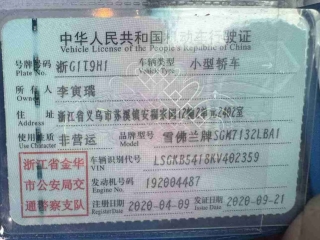 中华人民共和国机动车行驶证
Vehicle License of the People's Republic of China
号牌号码 浙G1T9H1 车辆类型 小型轿车
Plate No. Vehicle Type
所有人 李寅瑞
Owner
住址 浙江省义乌市苏溪镇
Address
使用性质 非营运 品牌型号 雪佛兰牌SGM7132LBA1
Use Character Model
浙江省金华市公安局交通警察支队
车辆识别代号 LSGKB5418KV402359
VIN
发动机号码 192004487
Engine No.
注册日期 2020-04-09 发证日期 2020-09-21
Register Date Issue Date